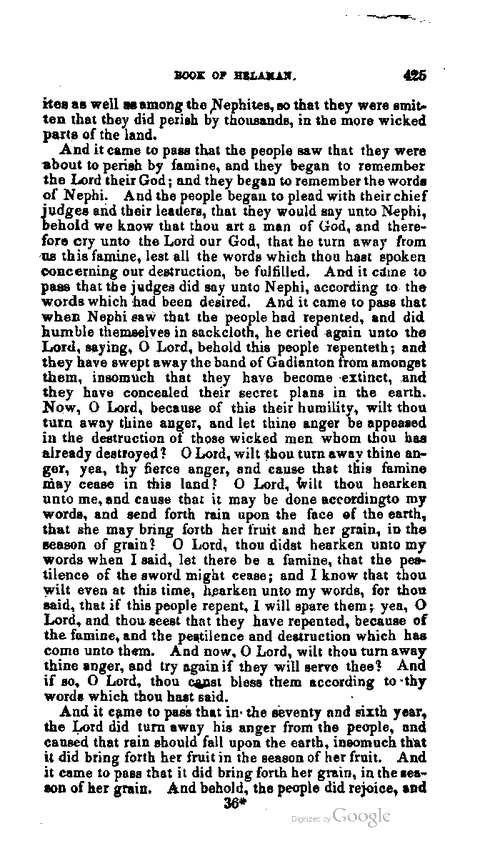 BOOK OF HELAMAN. 425
ites as well as among the Nephites, so that they were smit-
ten that they did perish by thousands, in the more wicked
parts of the land.
And it came to pass that the people saw that they were
about to perish by famine, and they began to remember
the Lord their God; and they began to remember the words
of Nephi. And the people began to plead with their chief
judges and their leaders, that they would say unto Nephi,
behold we know that thou art a man of God, and there-
fore cry unto the Lord our God, that he turn away from
us this famine, lest all the words which thou hast spoken
concerning our destruction, be fulfilled. And it came to
pass that the judges did say unto Nephi, according to the
words which had been desired. And it came to pass that
when Nephi saw that the people had repented, and did
humble themselves in sackcloth, he cried again unto the
Lord, saying, O Lord, behold this people repenteth; and
they have swept away the band of Gadianton from amongst
them, insomuch that they have become extinct, and
they have concealed their secret plans in the earth.
Now, O Lord, because of this their humility, wilt thou
turn away thine anger, and let thine anger be appeased
in the destruction of those wicked men whom thou has
already destroyed? O Lord, wilt thou turn away thine an-
ger, yea, thy fierce anger, and cause that this famine
may cease in this land? O Lord, wilt thou hearken
unto me, and cause that it may be done accordingto my
words, and send forth rain upon the face of the earth,
that she may bring forth her fruit and her grain, in the
season of grain? O Lord, thou didst hearken unto my
words when I said, let there be a famine, that the pes-
tilence of the sword might cease; and I know that thou
wilt even at this time, hearken unto my words, for thou
said, that if this people repent, I will spare them; yea, O
Lord, and thou seest that they have repented, because of
the famine, and the pestilence and destruction which has
come unto them. And now, O Lord, wilt thou turn away
thine anger, and try again if they will serve thee? And
if so, O Lord, thou canst bless them according to thy
words which thou hast said.
And it came to pass that in the seventy and sixth year,
the Lord did turn away his anger from the people, and
caused that rain should fall upon the earth, insomuch that
it did bring forth her fruit in the season of her fruit. And
it came to pass that it did bring forth her grain, in the sea-
son of her grain. And behold, the people did rejoice, and
36*
Digitized by Google